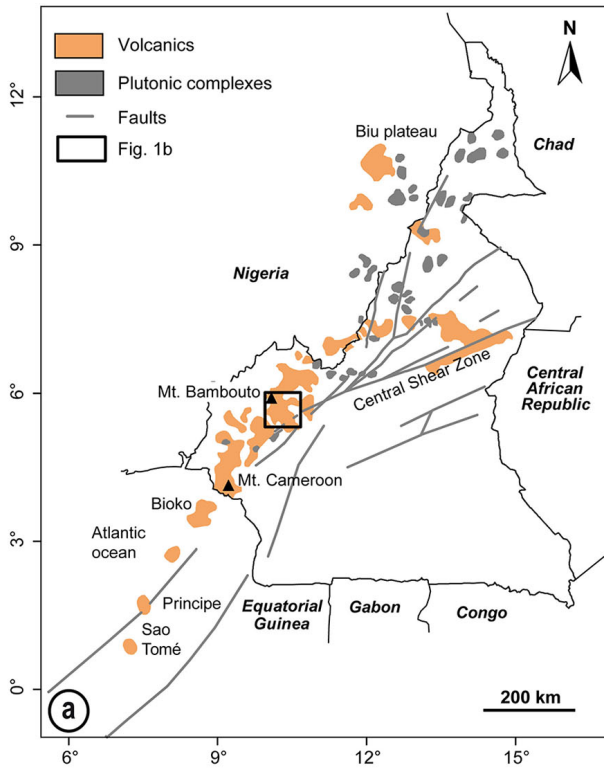 Volcanics
Plutonic complexes
Faults
Fig. 1b
N
Biu plateau
Chad
Nigeria
Mt. Bambouto
Central Shear Zone
Central
African
Republic
Mt. Cameroon
Bioko
Atlantic
ocean
Principe
Sao
Tomé
Equatorial
Guinea
Gabon
Congo
200 km
a
12°
9°
6°
3°
0°
6°
9°
12°
15°